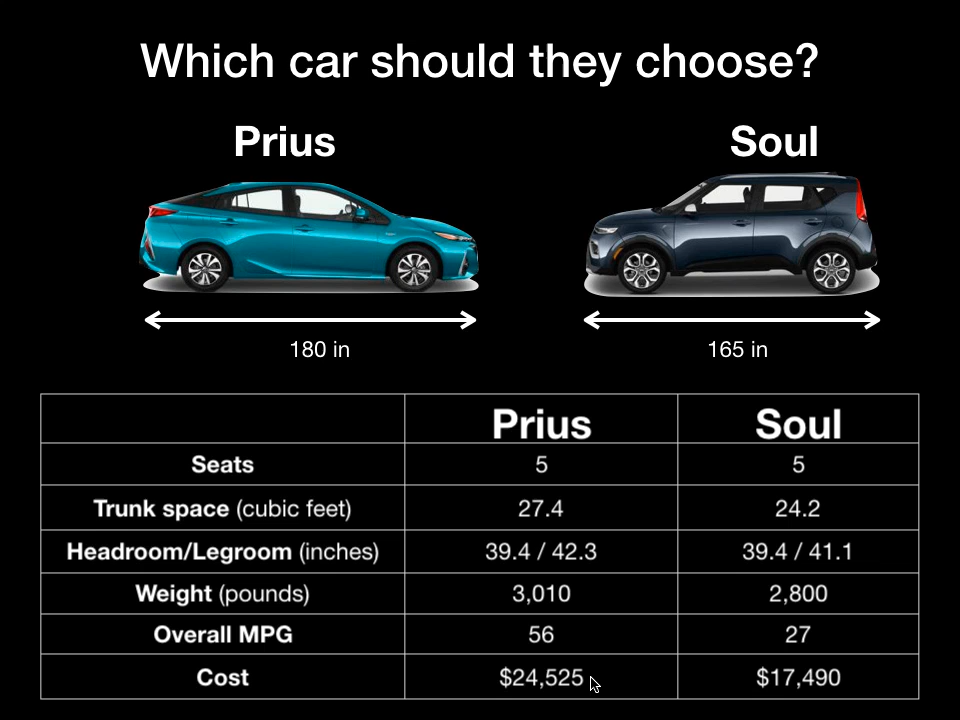 Which car should they choose?
Prius Soul
180 in 165 in
Prius Soul
Seats 5 5
Trunk space (cubic feet) 27.4 24.2
Headroom/Legroom (inches) 39.4 / 42.3 39.4 / 41.1
Weight (pounds) 3,010 2,800
Overall MPG 56 27
Cost $24,525 $17,490